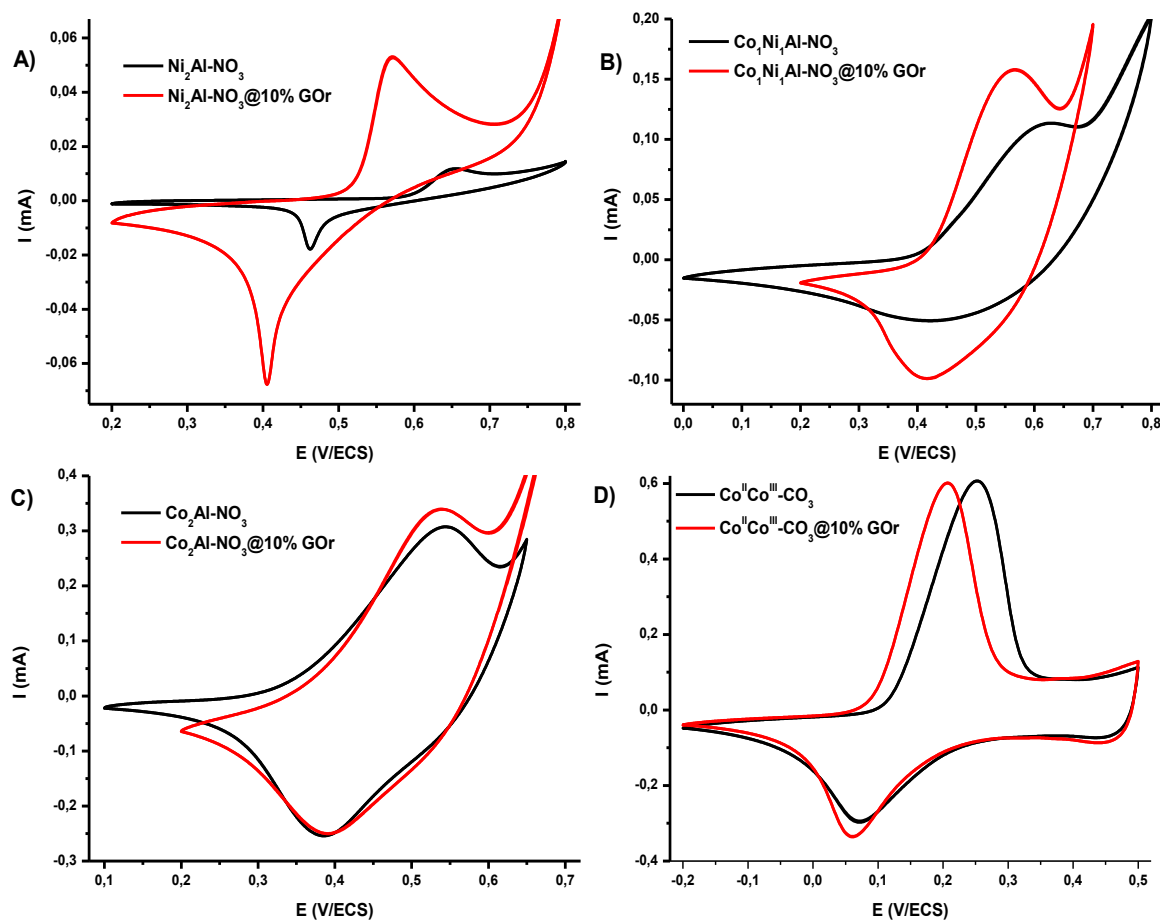 A)
Ni₂Al-NO₃
Ni₂Al-NO₃@10% GOr
0,06
0,04
0,02
0,00
-0,02
-0,04
-0,06
I (mA)
0,2 0,3 0,4 0,5 0,6 0,7 0,8
E (V/ECS)
B)
Co₁Ni₁Al-NO₃
Co₁Ni₁Al-NO₃@10% GOr
0,20
0,15
0,10
0,05
0,00
-0,05
-0,10
I (mA)
0,0 0,1 0,2 0,3 0,4 0,5 0,6 0,7 0,8
E (V/ECS)
C)
Co₂Al-NO₃
Co₂Al-NO₃@10% GOr
0,4
0,3
0,2
0,1
0,0
-0,1
-0,2
-0,3
I (mA)
0,1 0,2 0,3 0,4 0,5 0,6 0,7
E (V/ECS)
D)
CoᴵᴵCoᴵᴵᴵ-CO₃
CoᴵᴵCoᴵᴵᴵ-CO₃@10% GOr
0,6
0,4
0,2
0,0
-0,2
-0,4
I (mA)
-0,2 -0,1 0,0 0,1 0,2 0,3 0,4 0,5
E (V/ECS)